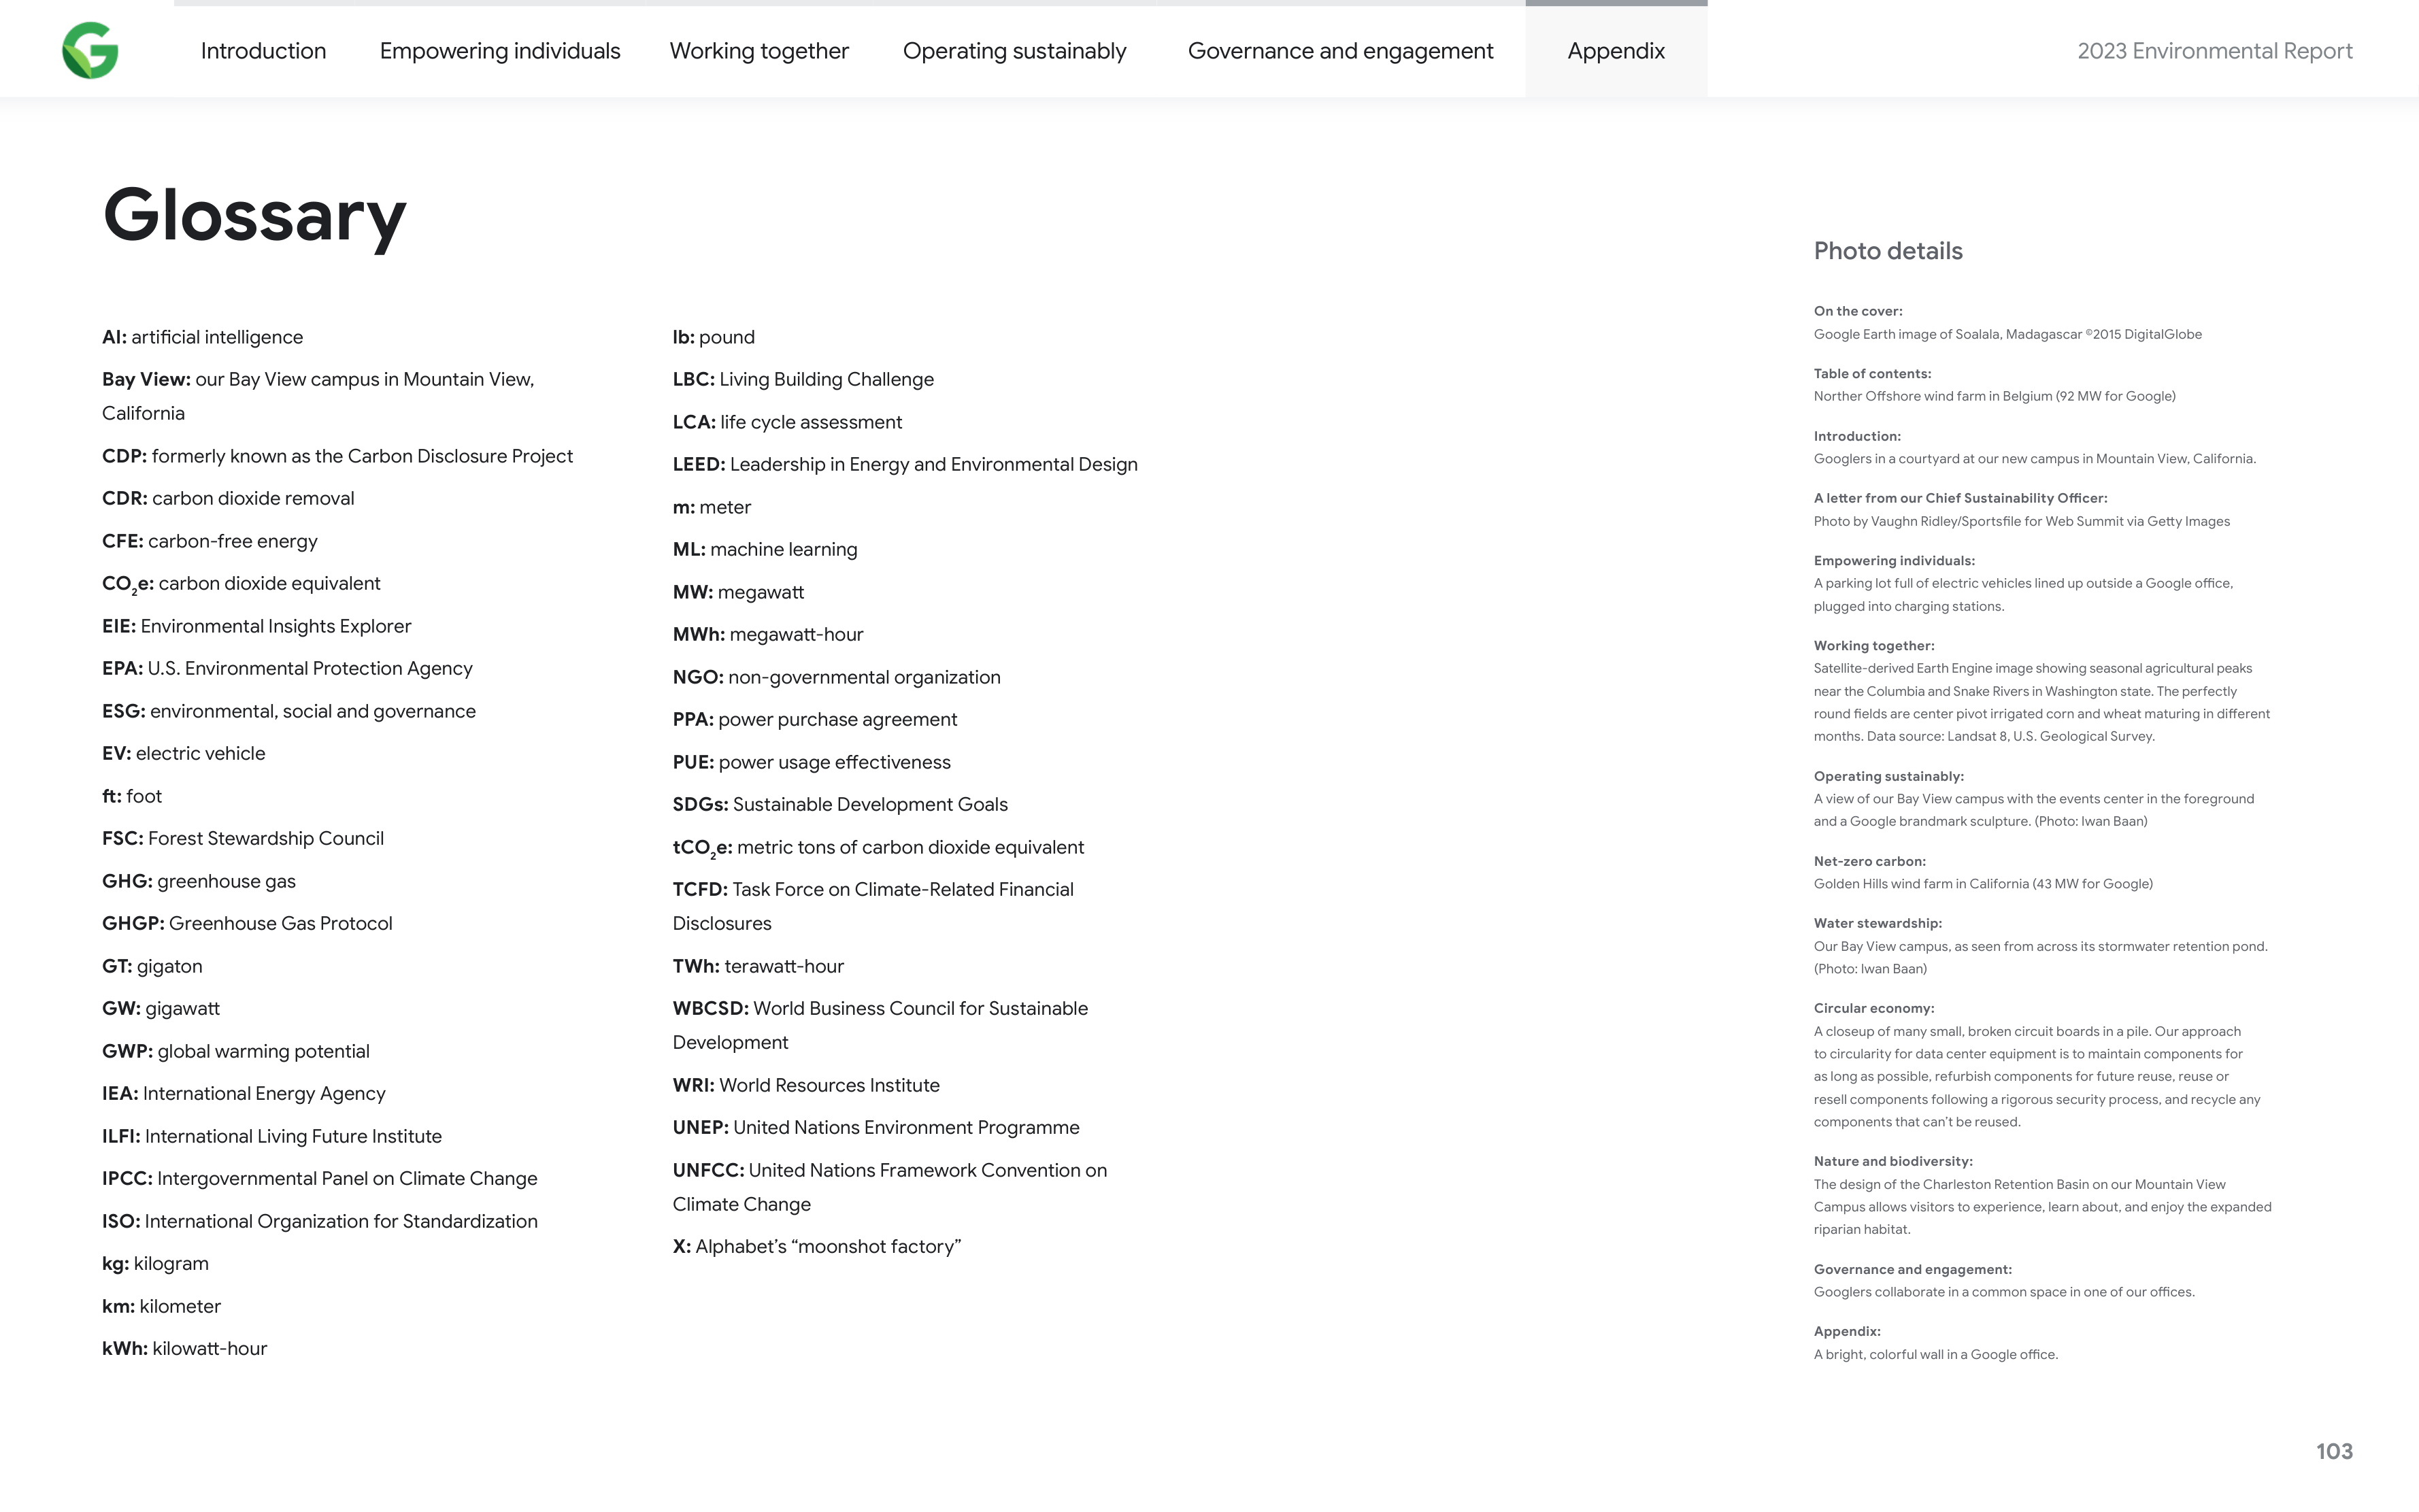 Introduction Empowering individuals Working together Operating sustainably Governance and engagement Appendix 2023 Environmental Report
Glossary
AI: artificial intelligence
Bay View: our Bay View campus in Mountain View,
California
CDP: formerly known as the Carbon Disclosure Project
CDR: carbon dioxide removal
CFE: carbon-free energy
CO₂e: carbon dioxide equivalent
EIE: Environmental Insights Explorer
EPA: U.S. Environmental Protection Agency
ESG: environmental, social and governance
EV: electric vehicle
ft: foot
FSC: Forest Stewardship Council
GHG: greenhouse gas
GHGP: Greenhouse Gas Protocol
GT: gigaton
GW: gigawatt
GWP: global warming potential
IEA: International Energy Agency
ILFI: International Living Future Institute
IPCC: Intergovernmental Panel on Climate Change
ISO: International Organization for Standardization
kg: kilogram
km: kilometer
kWh: kilowatt-hour
lb: pound
LBC: Living Building Challenge
LCA: life cycle assessment
LEED: Leadership in Energy and Environmental Design
m: meter
ML: machine learning
MW: megawatt
MWh: megawatt-hour
NGO: non-governmental organization
PPA: power purchase agreement
PUE: power usage effectiveness
SDGs: Sustainable Development Goals
tCO₂e: metric tons of carbon dioxide equivalent
TCFD: Task Force on Climate-Related Financial
Disclosures
TWh: terawatt-hour
WBCSD: World Business Council for Sustainable
Development
WRI: World Resources Institute
UNEP: United Nations Environment Programme
UNFCC: United Nations Framework Convention on
Climate Change
X: Alphabet’s “moonshot factory”
Photo details
On the cover:
Google Earth image of Soalala, Madagascar ©2015 DigitalGlobe
Table of contents:
Norther Offshore wind farm in Belgium (92 MW for Google)
Introduction:
Googlers in a courtyard at our new campus in Mountain View, California.
A letter from our Chief Sustainability Officer:
Photo by Vaughn Ridley/Sportsfile for Web Summit via Getty Images
Empowering individuals:
A parking lot full of electric vehicles lined up outside a Google office,
plugged into charging stations.
Working together:
Satellite-derived Earth Engine image showing seasonal agricultural peaks
near the Columbia and Snake Rivers in Washington state. The perfectly
round fields are center pivot irrigated corn and wheat maturing in different
months. Data source: Landsat 8, U.S. Geological Survey.
Operating sustainably:
A view of our Bay View campus with the events center in the foreground
and a Google brandmark sculpture. (Photo: Iwan Baan)
Net-zero carbon:
Golden Hills wind farm in California (43 MW for Google)
Water stewardship:
Our Bay View campus, as seen from across its stormwater retention pond.
(Photo: Iwan Baan)
Circular economy:
A closeup of many small, broken circuit boards in a pile. Our approach
to circularity for data center equipment is to maintain components for
as long as possible, refurbish components for future reuse, reuse or
resell components following a rigorous security process, and recycle any
components that can’t be reused.
Nature and biodiversity:
The design of the Charleston Retention Basin on our Mountain View
Campus allows visitors to experience, learn about, and enjoy the expanded
riparian habitat.
Governance and engagement:
Googlers collaborate in a common space in one of our offices.
Appendix:
A bright, colorful wall in a Google office.
103